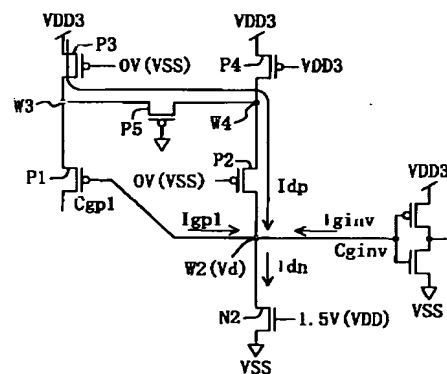 VDD3
VDD3
P3
P4
0V(VSS)
VDD3
W3
W4
P5
P1
P2
VDD3
Cgp1
0V(VSS)
Idp
Igp1
Iginv
Cginv
W2(Vd)
Idn
VSS
N2
1.5V(VDD)
VSS